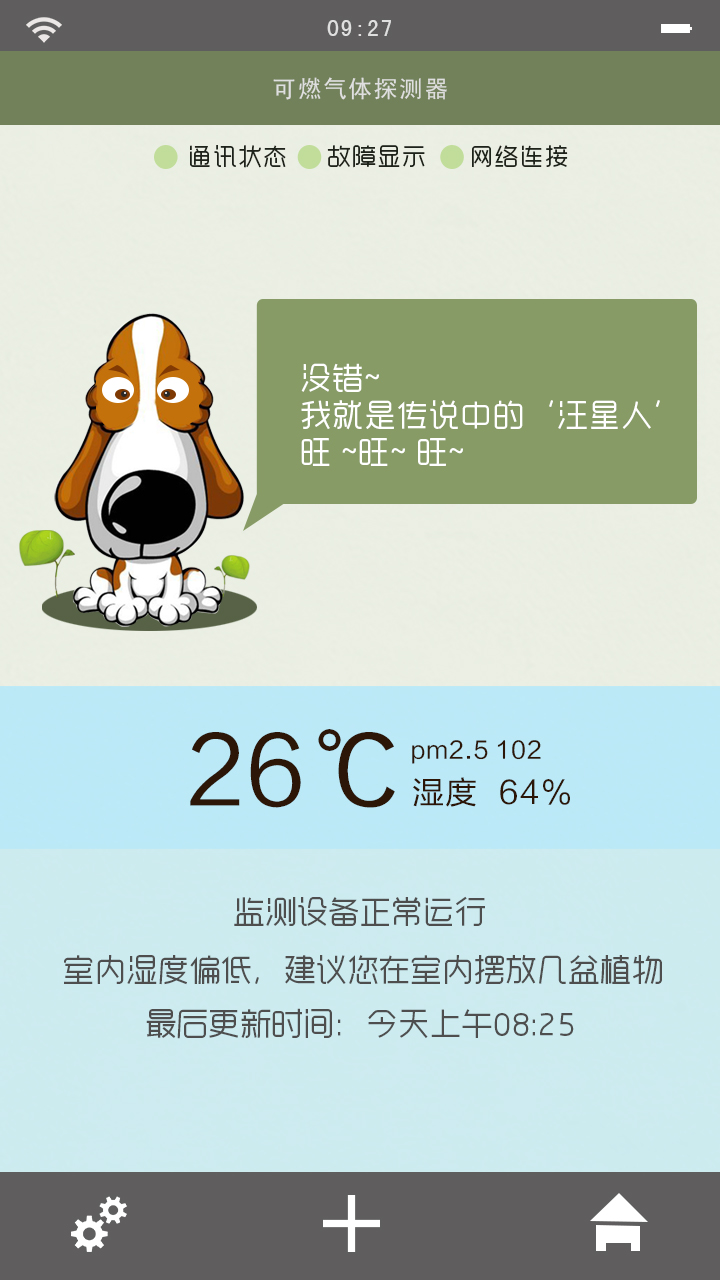 09:27
可燃气体探测器
通讯状态 故障显示 网络连接
没错~
我就是传说中的‘汪星人’
旺 ~旺~ 旺~
26℃
pm2.5 102
湿度 64%
监测设备正常运行
室内湿度偏低，建议您在室内摆放几盆植物
最后更新时间：今天上午08:25